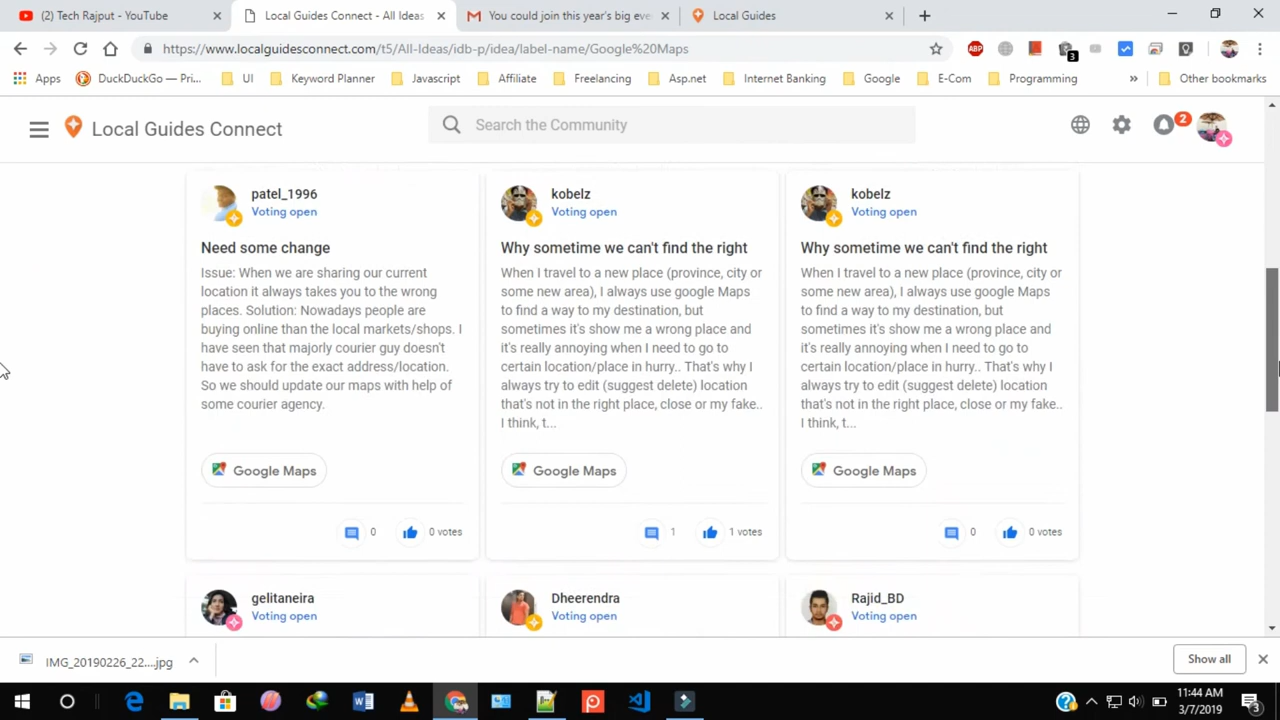 (2) Tech Rajput - YouTube
Local Guides Connect - All Ideas
You could join this year's big eve
Local Guides
https://www.localguidesconnect.com/t5/All-Ideas/idb-p/idea/label-name/Google%20Maps
ABP
3
Apps
DuckDuckGo — Pri...
UI
Keyword Planner
Javascript
Affiliate
Freelancing
Asp.net
Internet Banking
Google
E-Com
Programming
»
Other bookmarks
Local Guides Connect
Search the Community
2
patel_1996
Voting open
Need some change
Issue: When we are sharing our current
location it always takes you to the wrong
places. Solution: Nowadays people are
buying online than the local markets/shops. I
have seen that majorly courier guy doesn't
have to ask for the exact address/location.
So we should update our maps with help of
some courier agency.
Google Maps
0
0 votes
kobelz
Voting open
Why sometime we can't find the right
When I travel to a new place (province, city or
some new area), I always use google Maps
to find a way to my destination, but
sometimes it's show me a wrong place and
it's really annoying when I need to go to
certain location/place in hurry.. That's why I
always try to edit (suggest delete) location
that's not in the right place, close or my fake..
I think, t...
Google Maps
1
1 votes
kobelz
Voting open
Why sometime we can't find the right
When I travel to a new place (province, city or
some new area), I always use google Maps
to find a way to my destination, but
sometimes it's show me a wrong place and
it's really annoying when I need to go to
certain location/place in hurry.. That's why I
always try to edit (suggest delete) location
that's not in the right place, close or my fake..
I think, t...
Google Maps
0
0 votes
gelitaneira
Voting open
Dheerendra
Voting open
Rajid_BD
Voting open
IMG_20190226_22....jpg
Show all
11:44 AM
3/7/2019
3